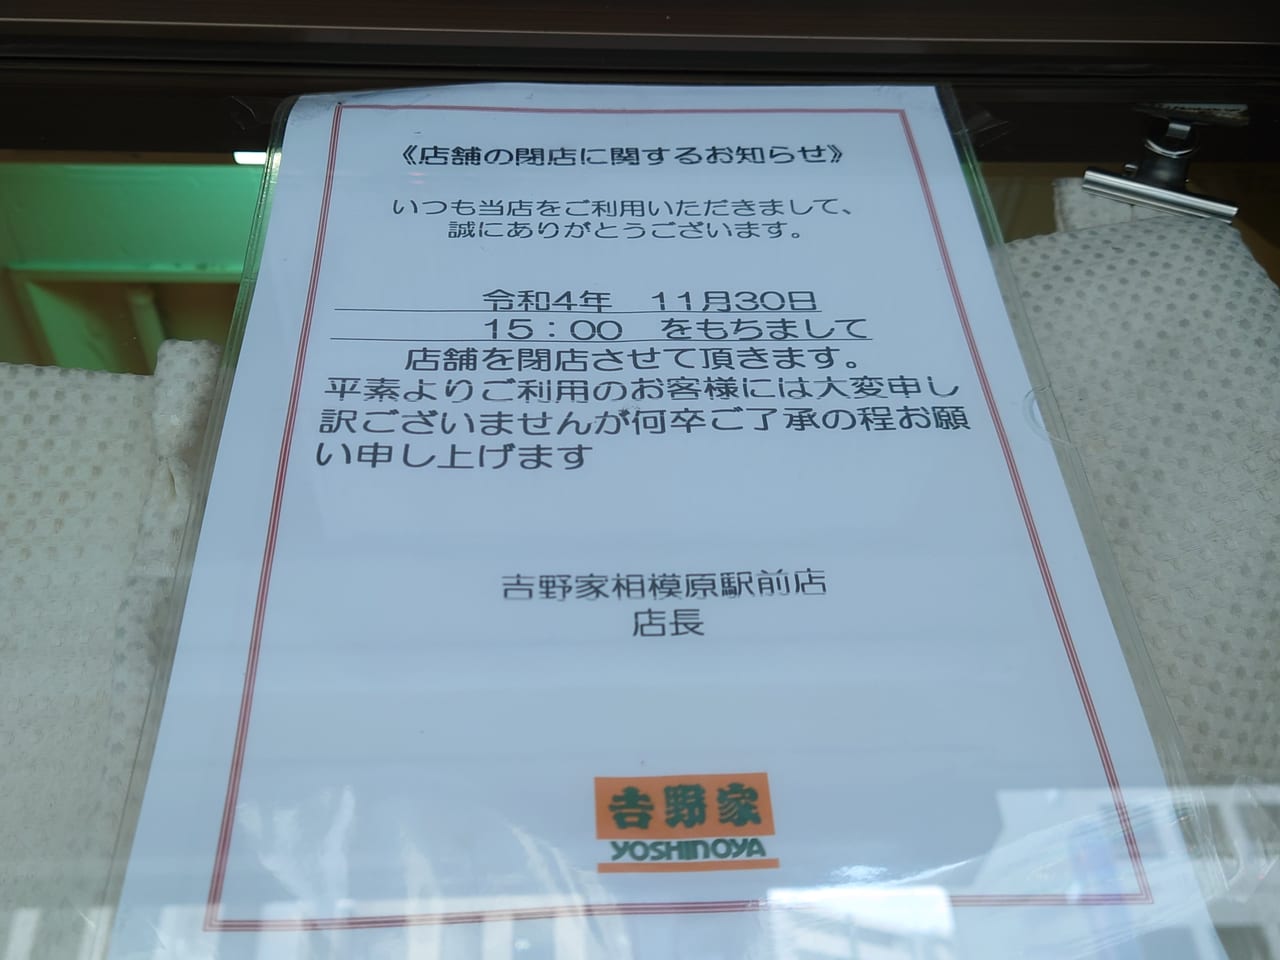 《店舗の閉店に関するお知らせ》
いつも当店をご利用いただきまして、
誠にありがとうございます。
令和4年　11月30日
15：00　をもちまして
店舗を閉店させて頂きます。
平素よりご利用のお客様には大変申し
訳ございませんが何卒ご了承の程お願
い申し上げます
吉野家相模原駅前店
店長
吉野家
YOSHINOYA